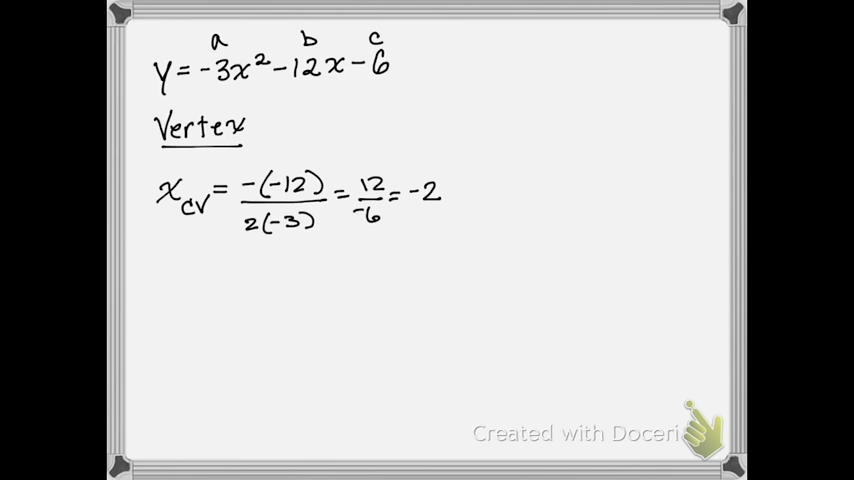 a b c
y = -3x² - 12x - 6
Vertex
x_cv = -(-12) / 2(-3) = 12 / -6 = -2
Created with Doceri